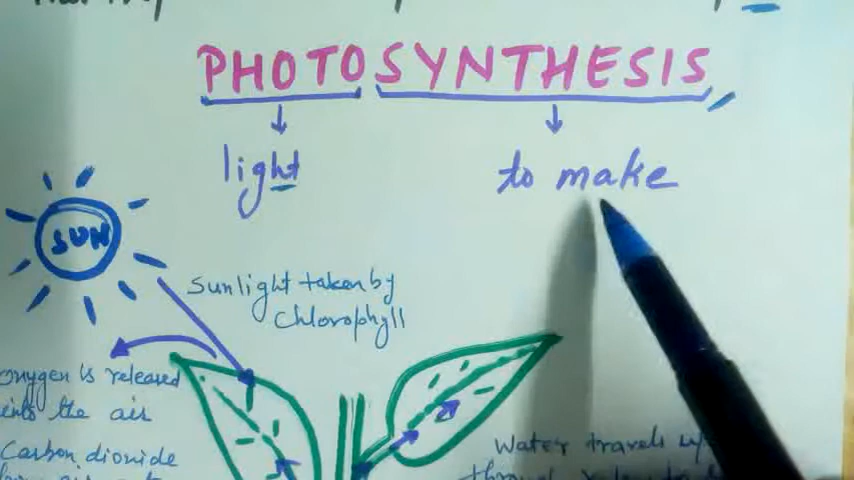 PHOTOSYNTHESIS
light
to make
SUN
Sunlight taken by
Chlorophyll
oxygen is released
into the air
Carbon dioxide
Water travels
through